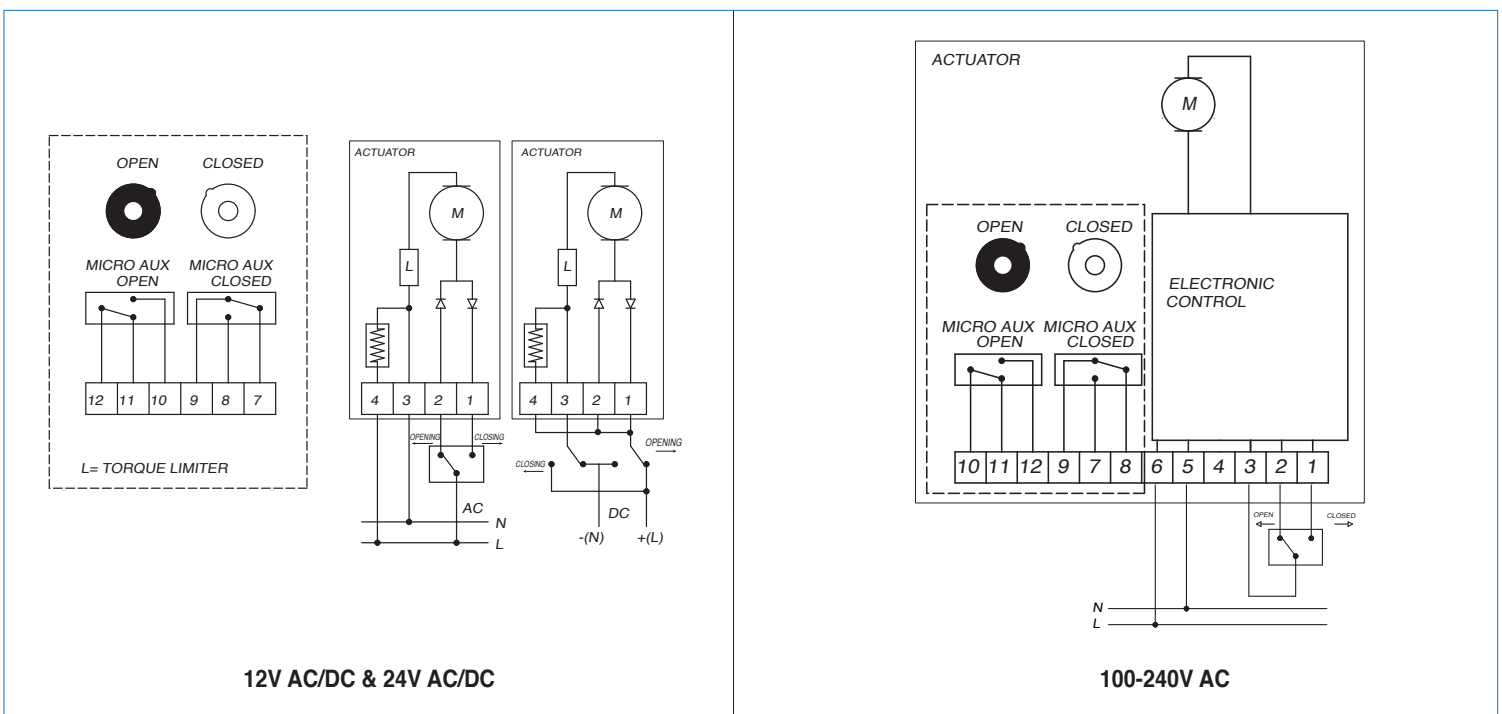 OPEN CLOSED
MICRO AUX MICRO AUX
OPEN CLOSED
12 11 10 9 8 7
L= TORQUE LIMITER
ACTUATOR
M
L
4 3 2 1
OPENING CLOSING
AC
N
L
ACTUATOR
M
L
4 3 2 1
OPENING
CLOSING
DC
-(N) +(L)
12V AC/DC & 24V AC/DC
ACTUATOR
M
OPEN CLOSED
MICRO AUX MICRO AUX
OPEN CLOSED
ELECTRONIC
CONTROL
10 11 12 9 7 8 6 5 4 3 2 1
OPEN CLOSED
N
L
100-240V AC